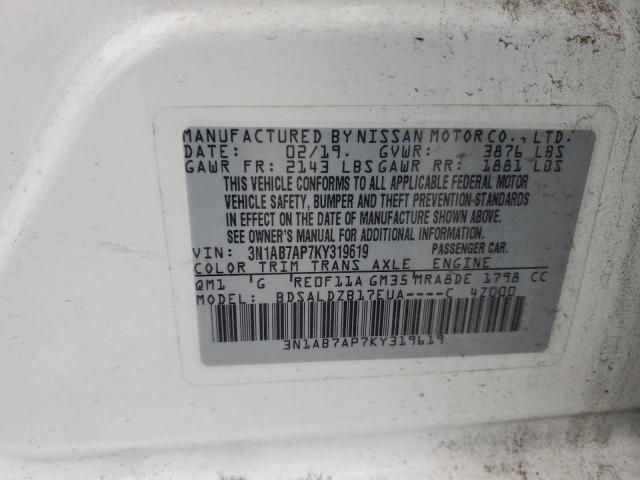 MANUFACTURED BY NISSAN MOTOR CO., LTD.
DATE: 02/19. GVWR: 3876 LBS
GAWR FR: 2143 LBS GAWR RR: 1881 LBS
THIS VEHICLE CONFORMS TO ALL APPLICABLE FEDERAL MOTOR
VEHICLE SAFETY, BUMPER AND THEFT PREVENTION-STANDARDS
IN EFFECT ON THE DATE OF MANUFACTURE SHOWN ABOVE.
SEE OWNER'S MANUAL FOR ADDITIONAL INFORMATION.
VIN: 3N1AB7AP7KY319619 PASSENGER CAR.
COLOR TRIM TRANS AXLE ENGINE
QM1 G RE0F11A GM35 MRA8DE 1798 CC
MODEL: BDSALDZB17EUA----C 4Z000
3N1AB7AP7KY319619